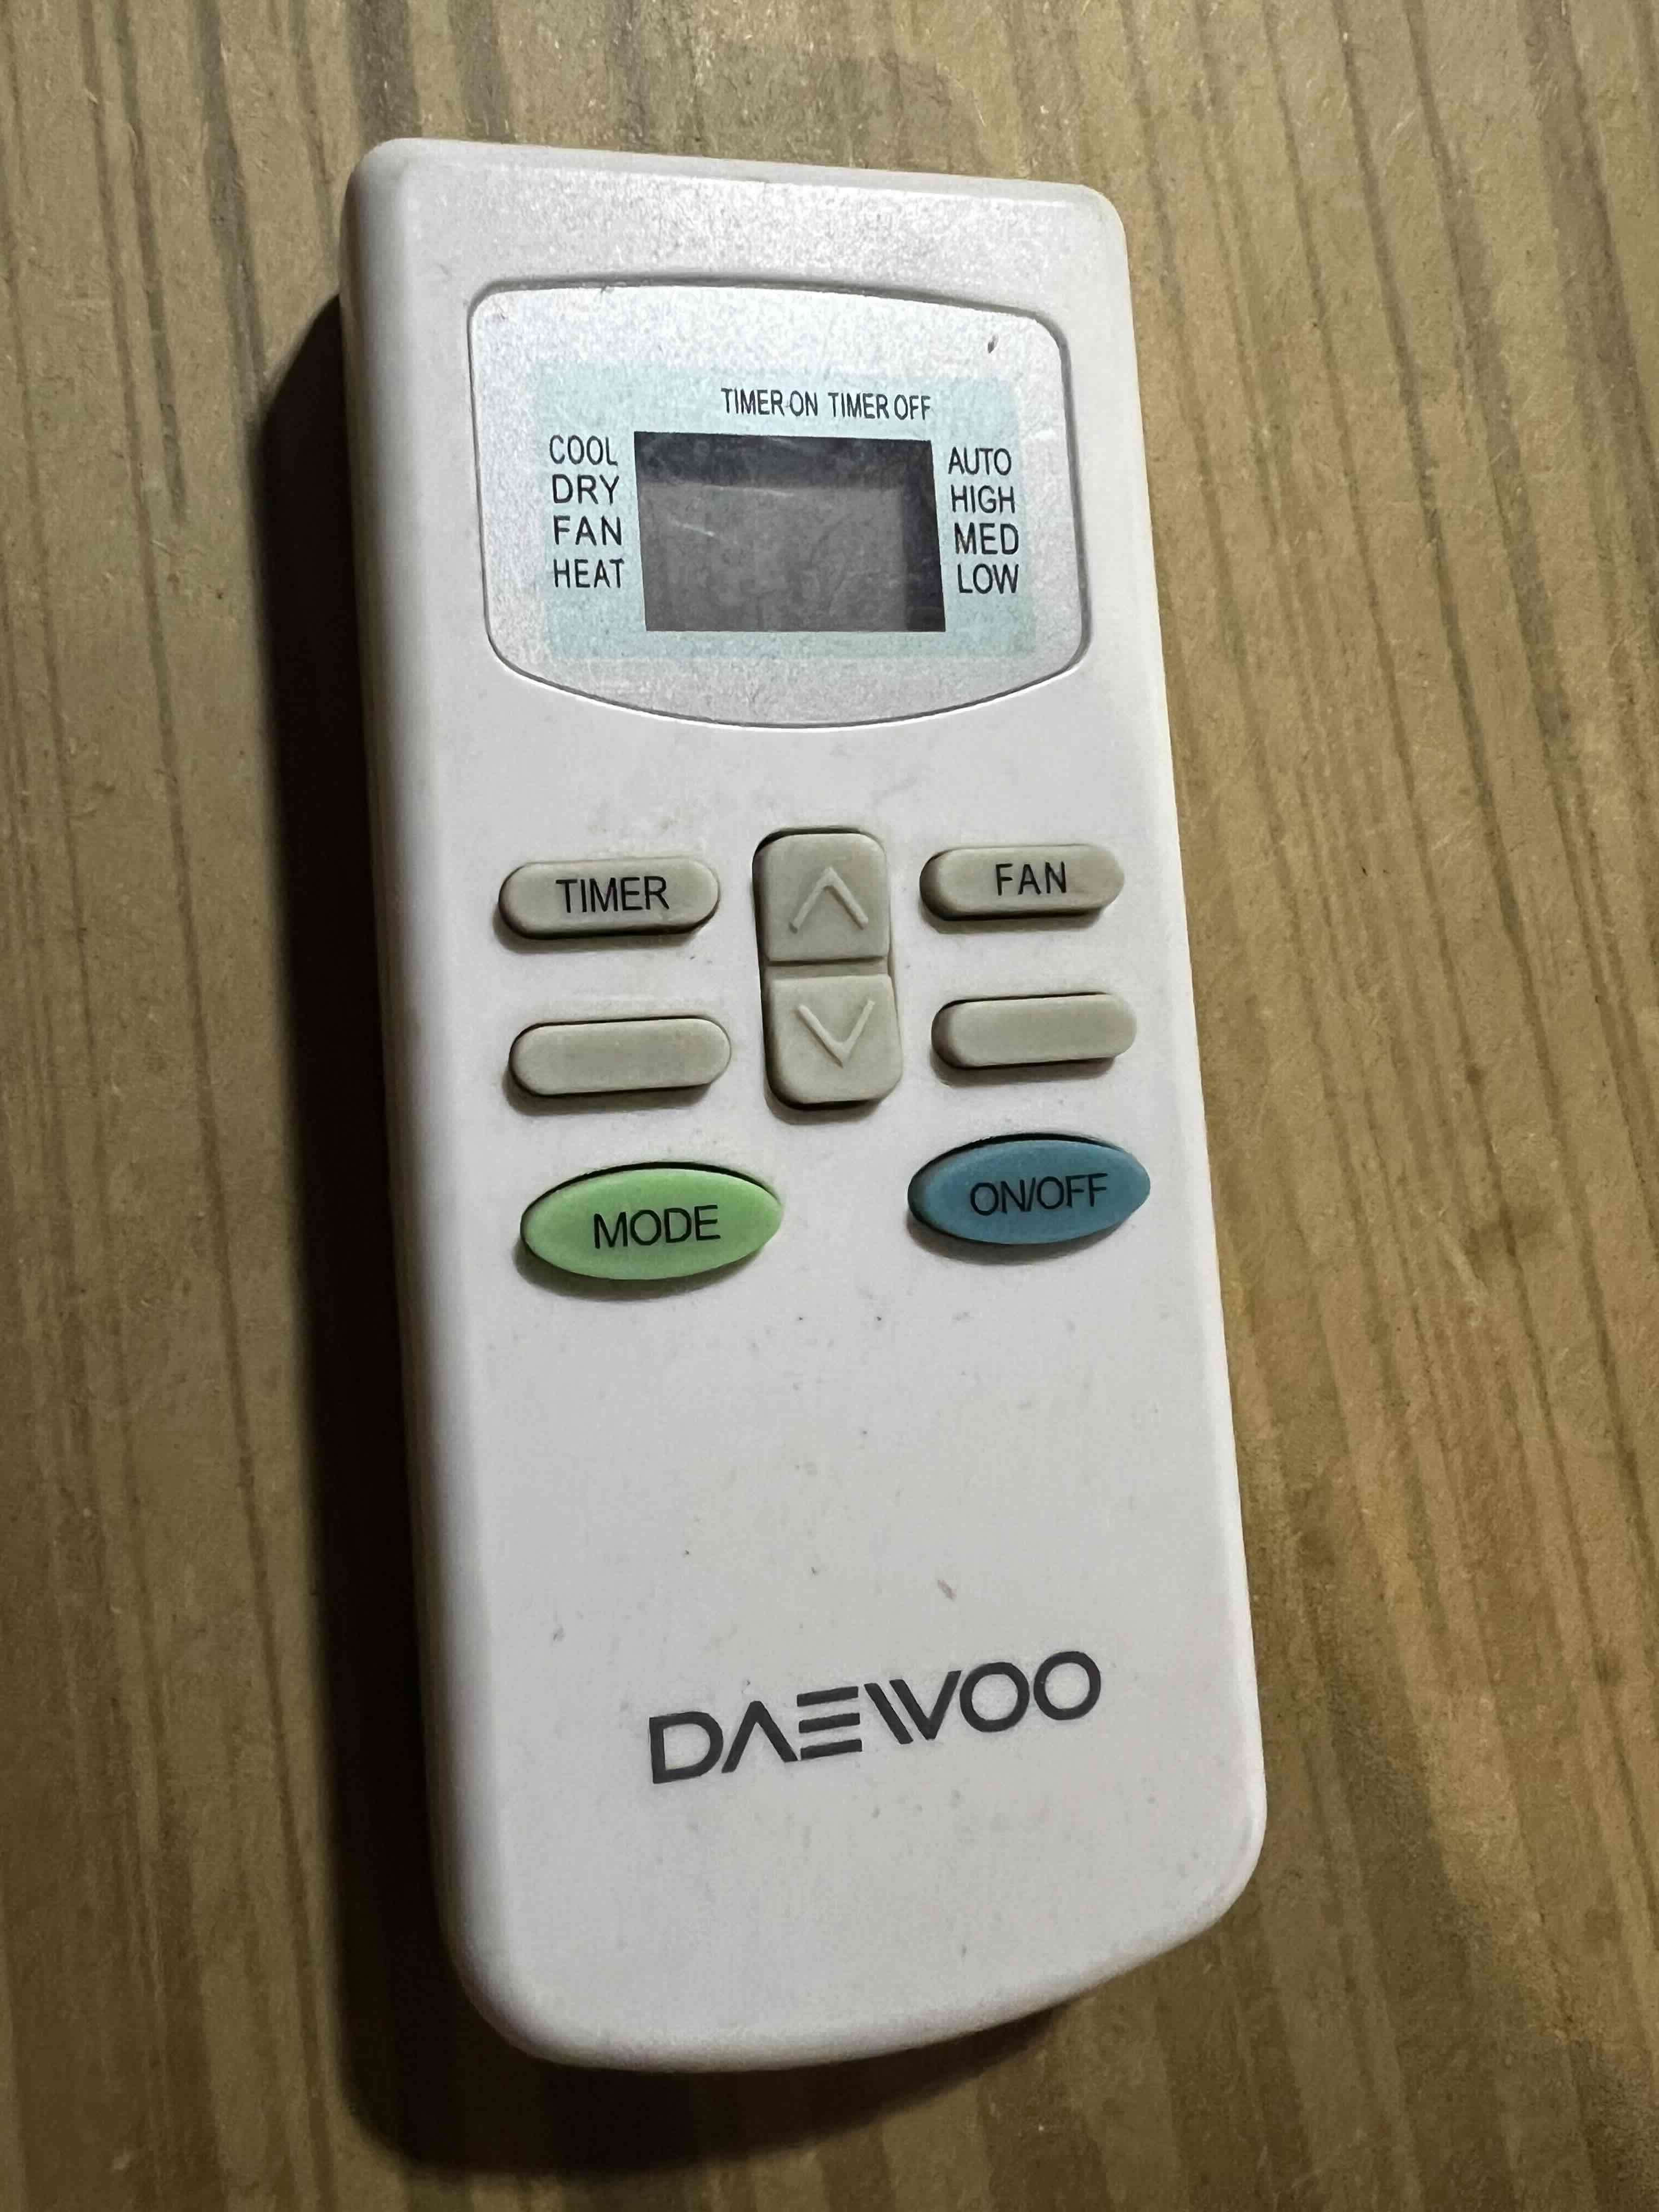 TIMER ON TIMER OFF
COOL
DRY
FAN
HEAT
AUTO
HIGH
MED
LOW
TIMER
FAN
MODE
ON/OFF
DAEWOO